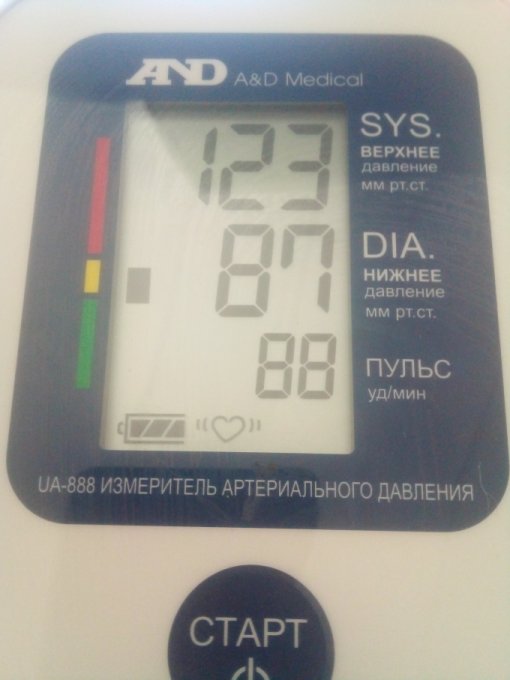 AND A&D Medical
123
SYS.
ВЕРХНЕЕ
давление
мм рт.ст.
87
DIA.
НИЖНЕЕ
давление
мм рт.ст.
88
ПУЛЬС
уд/мин
UA-888 ИЗМЕРИТЕЛЬ АРТЕРИАЛЬНОГО ДАВЛЕНИЯ
СТАРТ